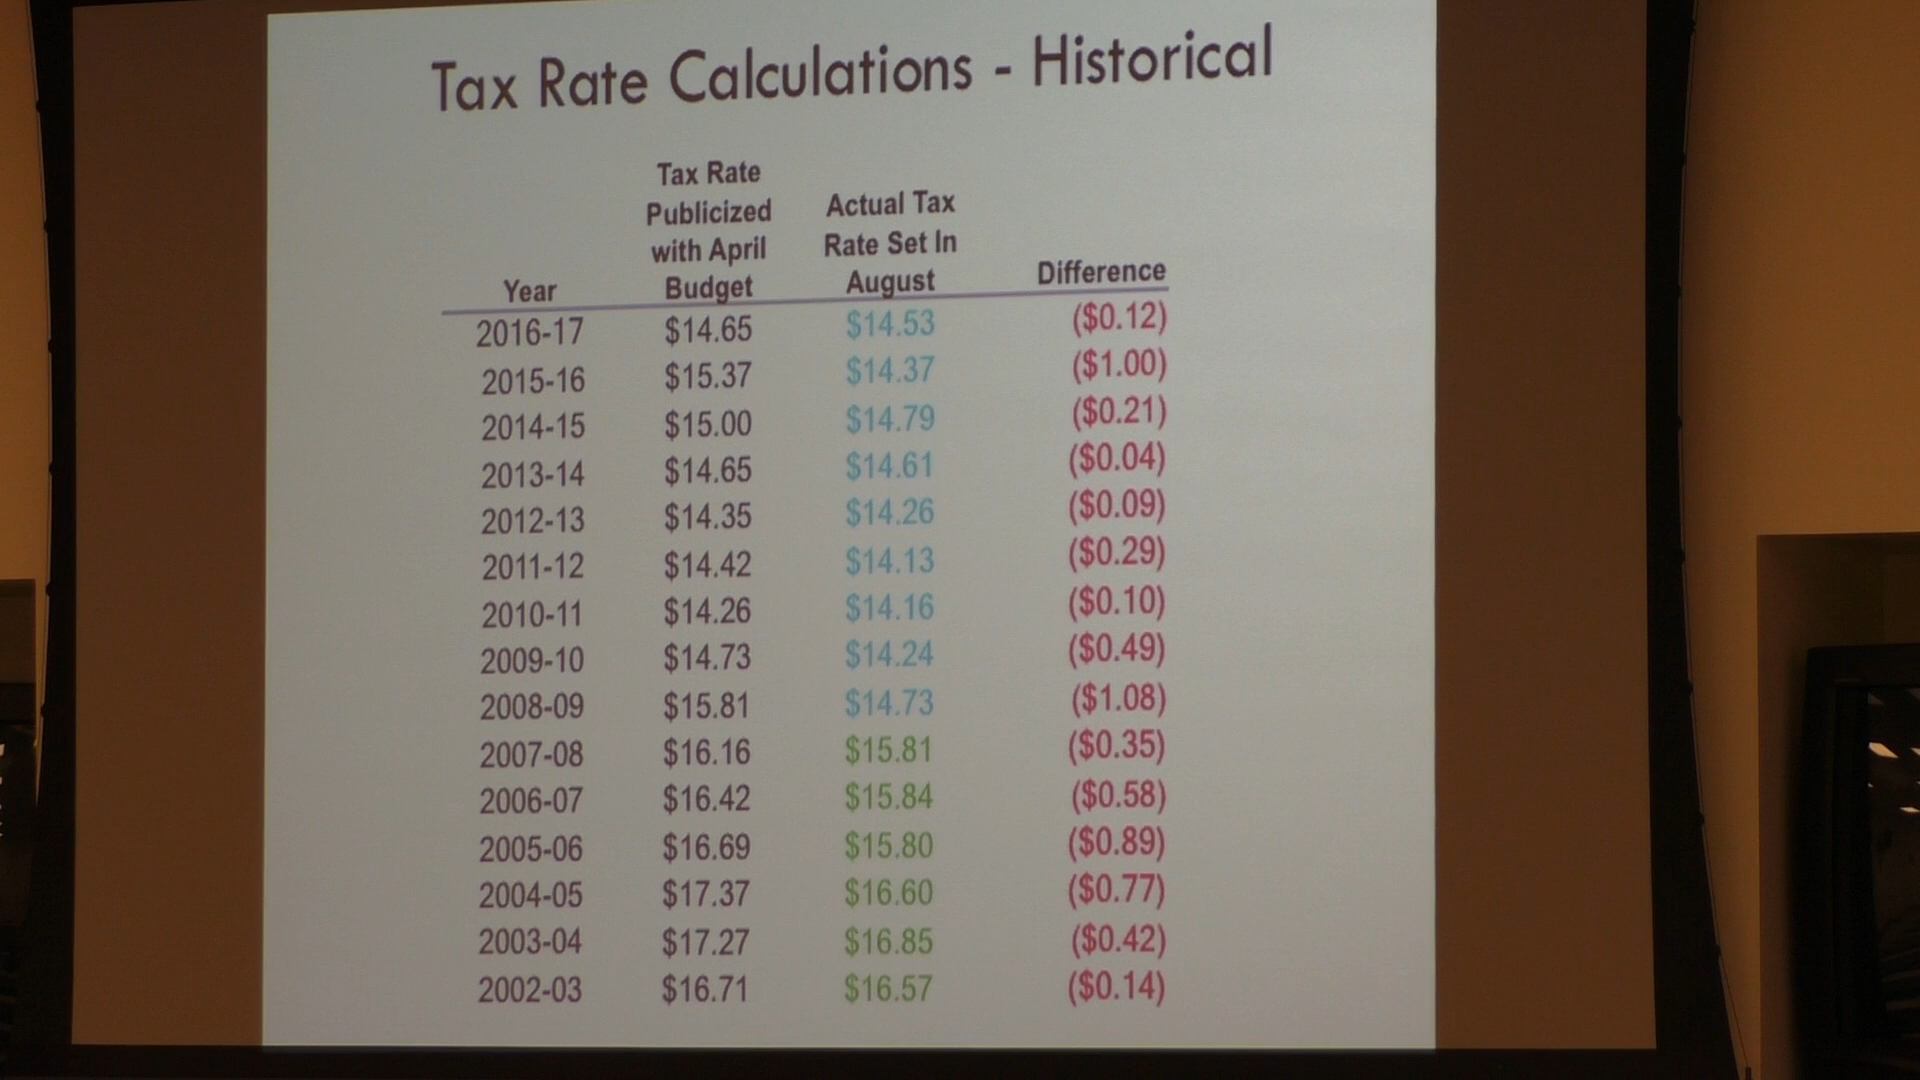 Tax Rate Calculations - Historical
Tax Rate
Publicized
with April
Budget
Actual Tax
Rate Set In
August
Year
Difference
2016-17 $14.65 $14.53 ($0.12)
2015-16 $15.37 $14.37 ($1.00)
2014-15 $15.00 $14.79 ($0.21)
2013-14 $14.65 $14.61 ($0.04)
2012-13 $14.35 $14.26 ($0.09)
2011-12 $14.42 $14.13 ($0.29)
2010-11 $14.26 $14.16 ($0.10)
2009-10 $14.73 $14.24 ($0.49)
2008-09 $15.81 $14.73 ($1.08)
2007-08 $16.16 $15.81 ($0.35)
2006-07 $16.42 $15.84 ($0.58)
2005-06 $16.69 $15.80 ($0.89)
2004-05 $17.37 $16.60 ($0.77)
2003-04 $17.27 $16.85 ($0.42)
2002-03 $16.71 $16.57 ($0.14)